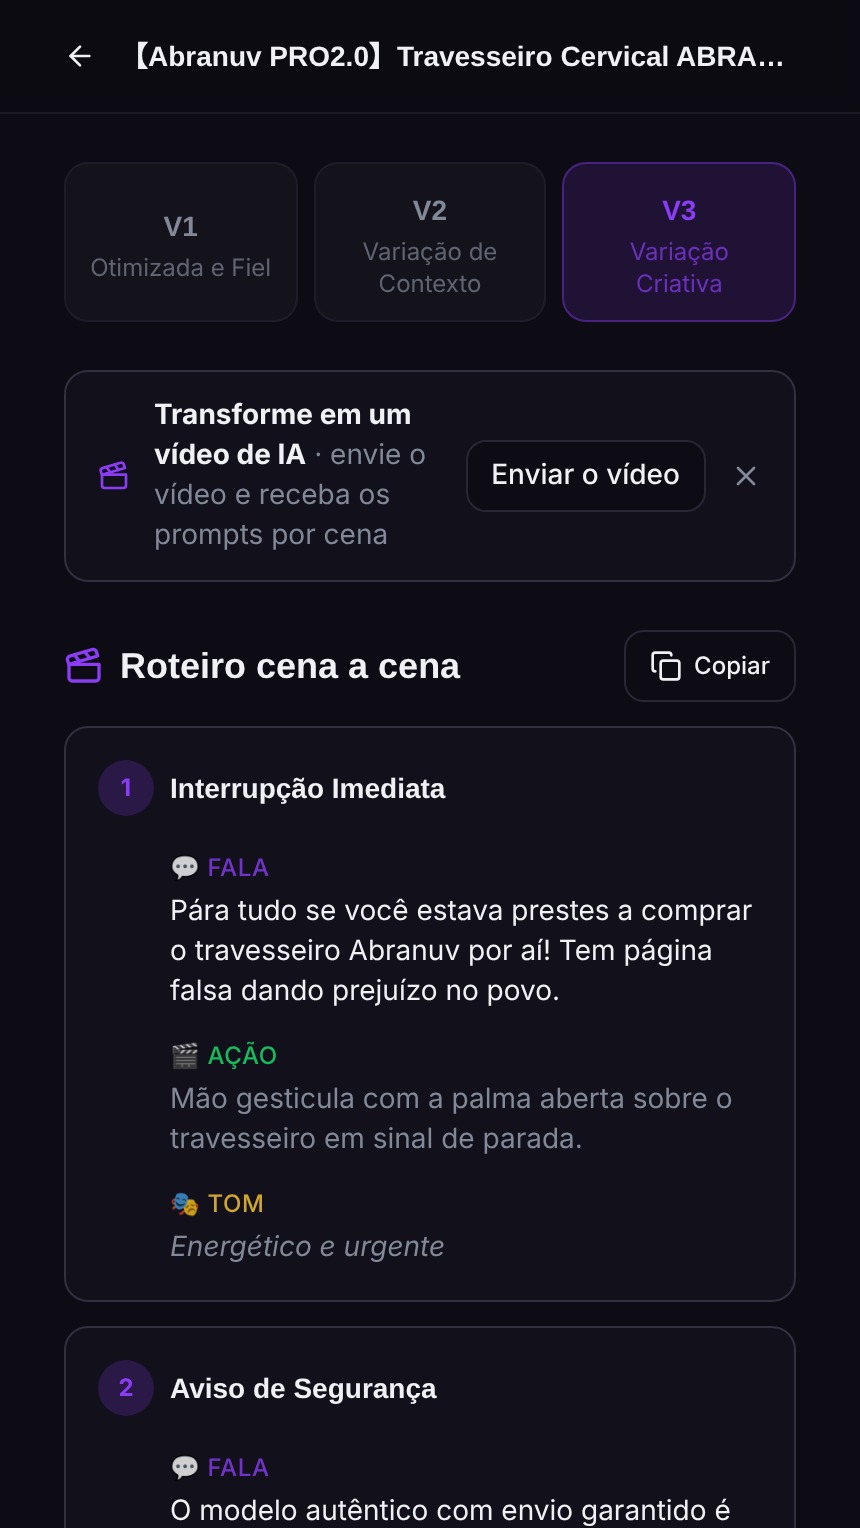 【Abranuv PRO2.0】Travesseiro Cervical ABRA...
V1
Otimizada e Fiel
V2
Variação de
Contexto
V3
Variação
Criativa
Transforme em um
vídeo de IA · envie o
vídeo e receba os
prompts por cena
Enviar o vídeo
Roteiro cena a cena
Copiar
1
Interrupção Imediata
FALA
Pára tudo se você estava prestes a comprar
o travesseiro Abranuv por aí! Tem página
falsa dando prejuízo no povo.
AÇÃO
Mão gesticula com a palma aberta sobre o
travesseiro em sinal de parada.
TOM
Energético e urgente
2
Aviso de Segurança
FALA
O modelo autêntico com envio garantido é